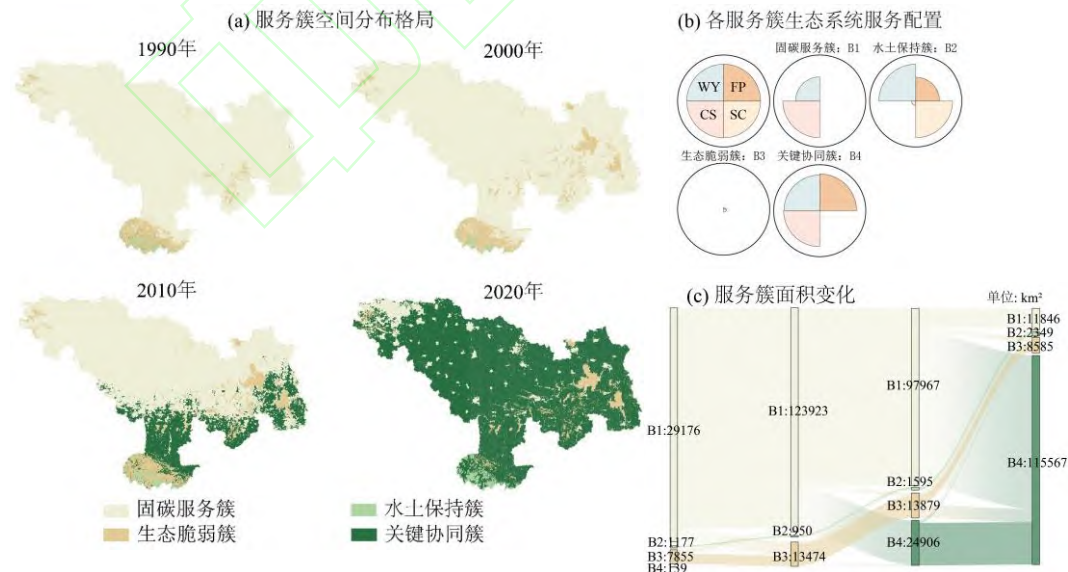 (a) 服务簇空间分布格局
1990年
2000年
2010年
2020年
固碳服务簇
水土保持簇
生态脆弱簇
关键协同簇
(b) 各服务簇生态系统服务配置
固碳服务簇: B1
水土保持簇: B2
WY
FP
CS
SC
生态脆弱簇: B3
关键协同簇: B4
(c) 服务簇面积变化
单位: km²
B1:29176
B2:1177
B3:7855
B4:139
B1:123923
B2:950
B3:13474
B1:97967
B2:1595
B3:13879
B4:24906
B1:11846
B2:2349
B3:8585
B4:115567